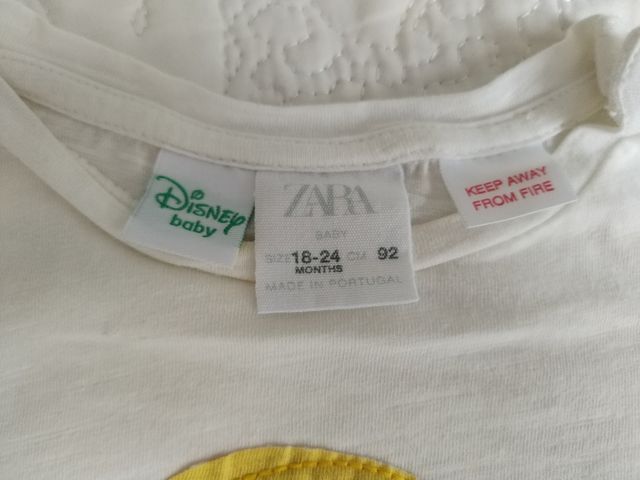 Disney
baby
ZARA
BABY
SIZE 18-24 CM 92
MONTHS
MADE IN PORTUGAL
KEEP AWAY
FROM FIRE